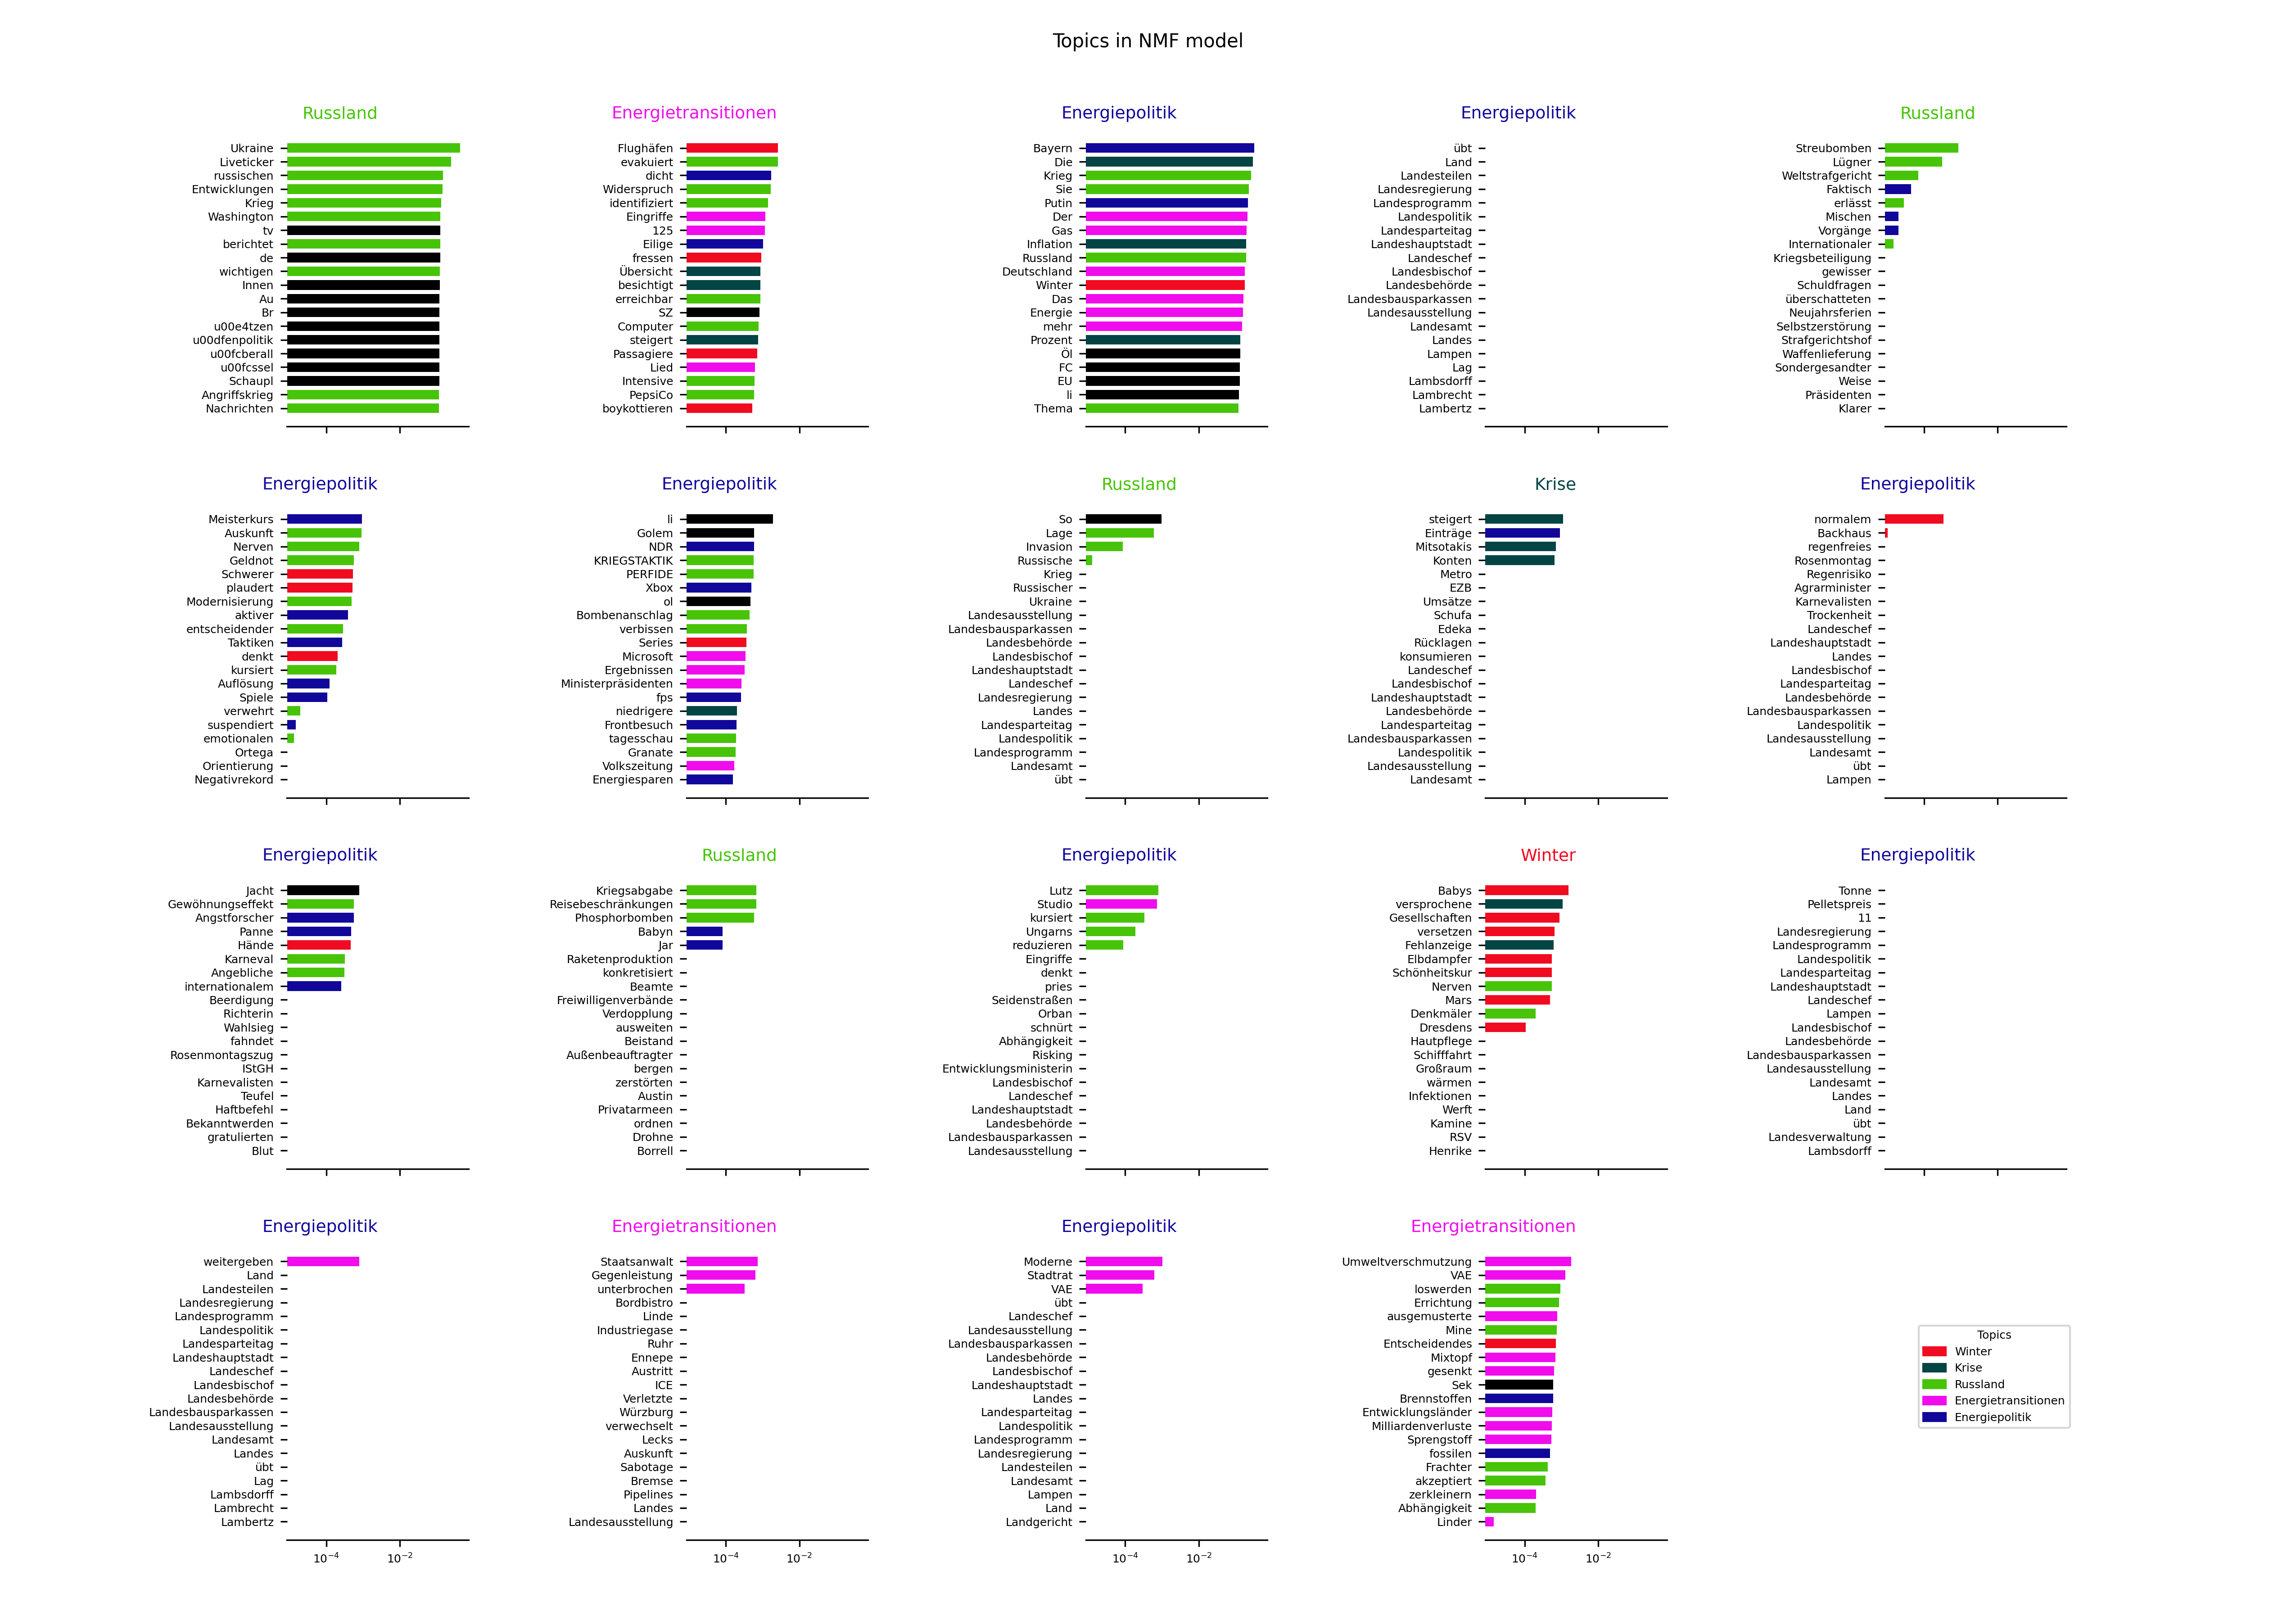 Topics in NMF model
Russland
Ukraine
Liveticker
russischen
Entwicklungen
Krieg
Washington
tv
berichtet
de
wichtigen
Innen
Au
Br
u00e4tzen
u00dfenpolitik
u00fcberall
u00fcssel
Schaupl
Angriffskrieg
Nachrichten
Energietransitionen
Flughäfen
evakuiert
dicht
Widerspruch
identifiziert
Eingriffe
125
Eilige
fressen
Übersicht
besichtigt
erreichbar
SZ
Computer
steigert
Passagiere
Lied
Intensive
PepsiCo
boykottieren
Energiepolitik
Bayern
Die
Krieg
Sie
Putin
Der
Gas
Inflation
Russland
Deutschland
Winter
Das
Energie
mehr
Prozent
Öl
FC
EU
li
Thema
Energiepolitik
übt
Land
Landesteilen
Landesregierung
Landesprogramm
Landespolitik
Landesparteitag
Landeshauptstadt
Landeschef
Landesbischof
Landesbehörde
Landesbausparkassen
Landesausstellung
Landesamt
Landes
Lampen
Lag
Lambsdorff
Lambrecht
Lambertz
Russland
Streubomben
Lügner
Weltstrafgericht
Faktisch
erlässt
Mischen
Vorgänge
Internationaler
Kriegsbeteiligung
gewisser
Schuldfragen
überschatteten
Neujahrsferien
Selbstzerstörung
Strafgerichtshof
Waffenlieferung
Sondergesandter
Weise
Präsidenten
Klarer
Energiepolitik
Meisterkurs
Auskunft
Nerven
Geldnot
Schwerer
plaudert
Modernisierung
aktiver
entscheidender
Taktiken
denkt
kursiert
Auflösung
Spiele
verwehrt
suspendiert
emotionalen
Ortega
Orientierung
Negativrekord
Energiepolitik
li
Golem
NDR
KRIEGSTAKTIK
PERFIDE
Xbox
ol
Bombenanschlag
verbissen
Series
Microsoft
Ergebnissen
Ministerpräsidenten
fps
niedrigere
Frontbesuch
tagesschau
Granate
Volkszeitung
Energiesparen
Russland
So
Lage
Invasion
Russische
Krieg
Russischer
Ukraine
Landesausstellung
Landesbausparkassen
Landesbehörde
Landesbischof
Landeshauptstadt
Landeschef
Landesregierung
Landes
Landesparteitag
Landespolitik
Landesprogramm
Landesamt
übt
Krise
steigert
Einträge
Mitsotakis
Konten
Metro
EZB
Umsätze
Schufa
Edeka
Rücklagen
konsumieren
Landeschef
Landesbischof
Landeshauptstadt
Landesbehörde
Landesparteitag
Landesbausparkassen
Landespolitik
Landesausstellung
Landesamt
Energiepolitik
normalem
Backhaus
regenfreies
Rosenmontag
Regenrisiko
Agrarminister
Karnevalisten
Trockenheit
Landeschef
Landeshauptstadt
Landes
Landesbischof
Landesparteitag
Landesbehörde
Landesbausparkassen
Landespolitik
Landesausstellung
Landesamt
übt
Lampen
Energiepolitik
Jacht
Gewöhnungseffekt
Angstforscher
Panne
Hände
Karneval
Angebliche
internationalem
Beerdigung
Richterin
Wahlsieg
fahndet
Rosenmontagszug
IStGH
Karnevalisten
Teufel
Haftbefehl
Bekanntwerden
gratulierten
Blut
Russland
Kriegsabgabe
Reisebeschränkungen
Phosphorbomben
Babyn
Jar
Raketenproduktion
konkretisiert
Beamte
Freiwilligenverbände
Verdopplung
ausweiten
Beistand
Außenbeauftragter
bergen
zerstörten
Austin
Privatarmeen
ordnen
Drohne
Borrell
Energiepolitik
Lutz
Studio
kursiert
Ungarns
reduzieren
Eingriffe
denkt
pries
Seidenstraßen
Orban
schnürt
Abhängigkeit
Risking
Entwicklungsministerin
Landesbischof
Landeschef
Landeshauptstadt
Landesbehörde
Landesbausparkassen
Landesausstellung
Winter
Babys
versprochene
Gesellschaften
versetzen
Fehlanzeige
Elbdampfer
Schönheitskur
Nerven
Mars
Denkmäler
Dresdens
Hautpflege
Schifffahrt
Großraum
wärmen
Infektionen
Werft
Kamine
RSV
Henrike
Energiepolitik
Tonne
Pelletspreis
11
Landesregierung
Landesprogramm
Landespolitik
Landesparteitag
Landeshauptstadt
Landeschef
Lampen
Landesbischof
Landesbehörde
Landesbausparkassen
Landesausstellung
Landesamt
Landes
Land
übt
Landesverwaltung
Lambsdorff
Energiepolitik
weitergeben
Land
Landesteilen
Landesregierung
Landesprogramm
Landespolitik
Landesparteitag
Landeshauptstadt
Landeschef
Landesbischof
Landesbehörde
Landesbausparkassen
Landesausstellung
Landesamt
Landes
übt
Lag
Lambsdorff
Lambrecht
Lambertz
10⁻⁴ 10⁻²
Energietransitionen
Staatsanwalt
Gegenleistung
unterbrochen
Bordbistro
Linde
Industriegase
Ruhr
Ennepe
Austritt
ICE
Verletzte
Würzburg
verwechselt
Lecks
Auskunft
Sabotage
Bremse
Pipelines
Landes
Landesausstellung
10⁻⁴ 10⁻²
Energiepolitik
Moderne
Stadtrat
VAE
übt
Landeschef
Landesausstellung
Landesbausparkassen
Landesbehörde
Landesbischof
Landeshauptstadt
Landes
Landesparteitag
Landespolitik
Landesprogramm
Landesregierung
Landesteilen
Landesamt
Lampen
Land
Landgericht
10⁻⁴ 10⁻²
Energietransitionen
Umweltverschmutzung
VAE
loswerden
Errichtung
ausgemusterte
Mine
Entscheidendes
Mixtopf
gesenkt
Sek
Brennstoffen
Entwicklungsländer
Milliardenverluste
Sprengstoff
fossilen
Frachter
akzeptiert
zerkleinern
Abhängigkeit
Linder
10⁻⁴ 10⁻²
Topics
Winter
Krise
Russland
Energietransitionen
Energiepolitik